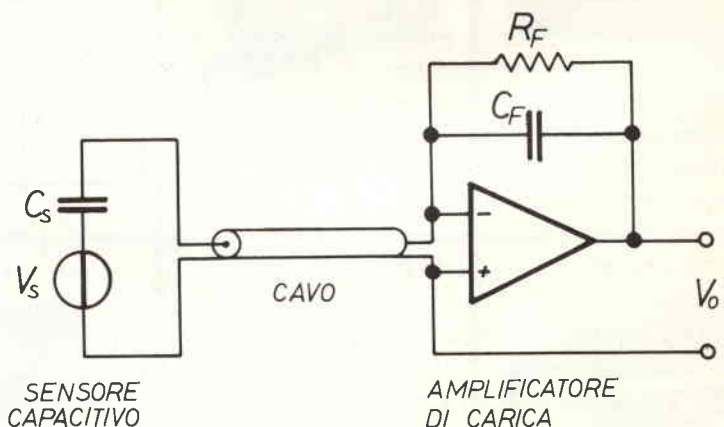 R_F
C_F
C_s
V_s
-
+
CAVO
V_o
SENSORE
CAPACITIVO
AMPLIFICATORE
DI CARICA